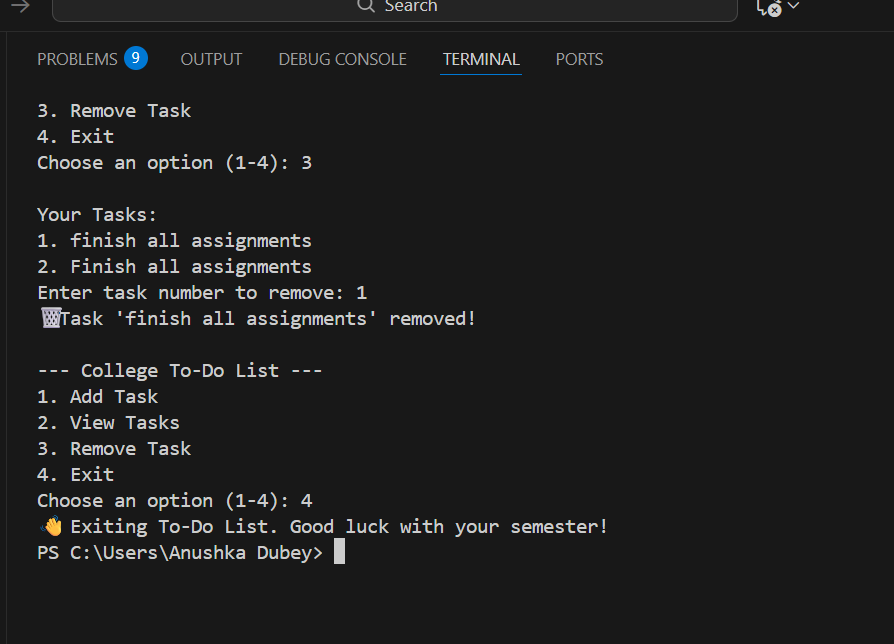 Search
PROBLEMS 9 OUTPUT DEBUG CONSOLE TERMINAL PORTS
3. Remove Task
4. Exit
Choose an option (1-4): 3
Your Tasks:
1. finish all assignments
2. Finish all assignments
Enter task number to remove: 1
🗑️Task 'finish all assignments' removed!
--- College To-Do List ---
1. Add Task
2. View Tasks
3. Remove Task
4. Exit
Choose an option (1-4): 4
👋 Exiting To-Do List. Good luck with your semester!
PS C:\Users\Anushka Dubey>